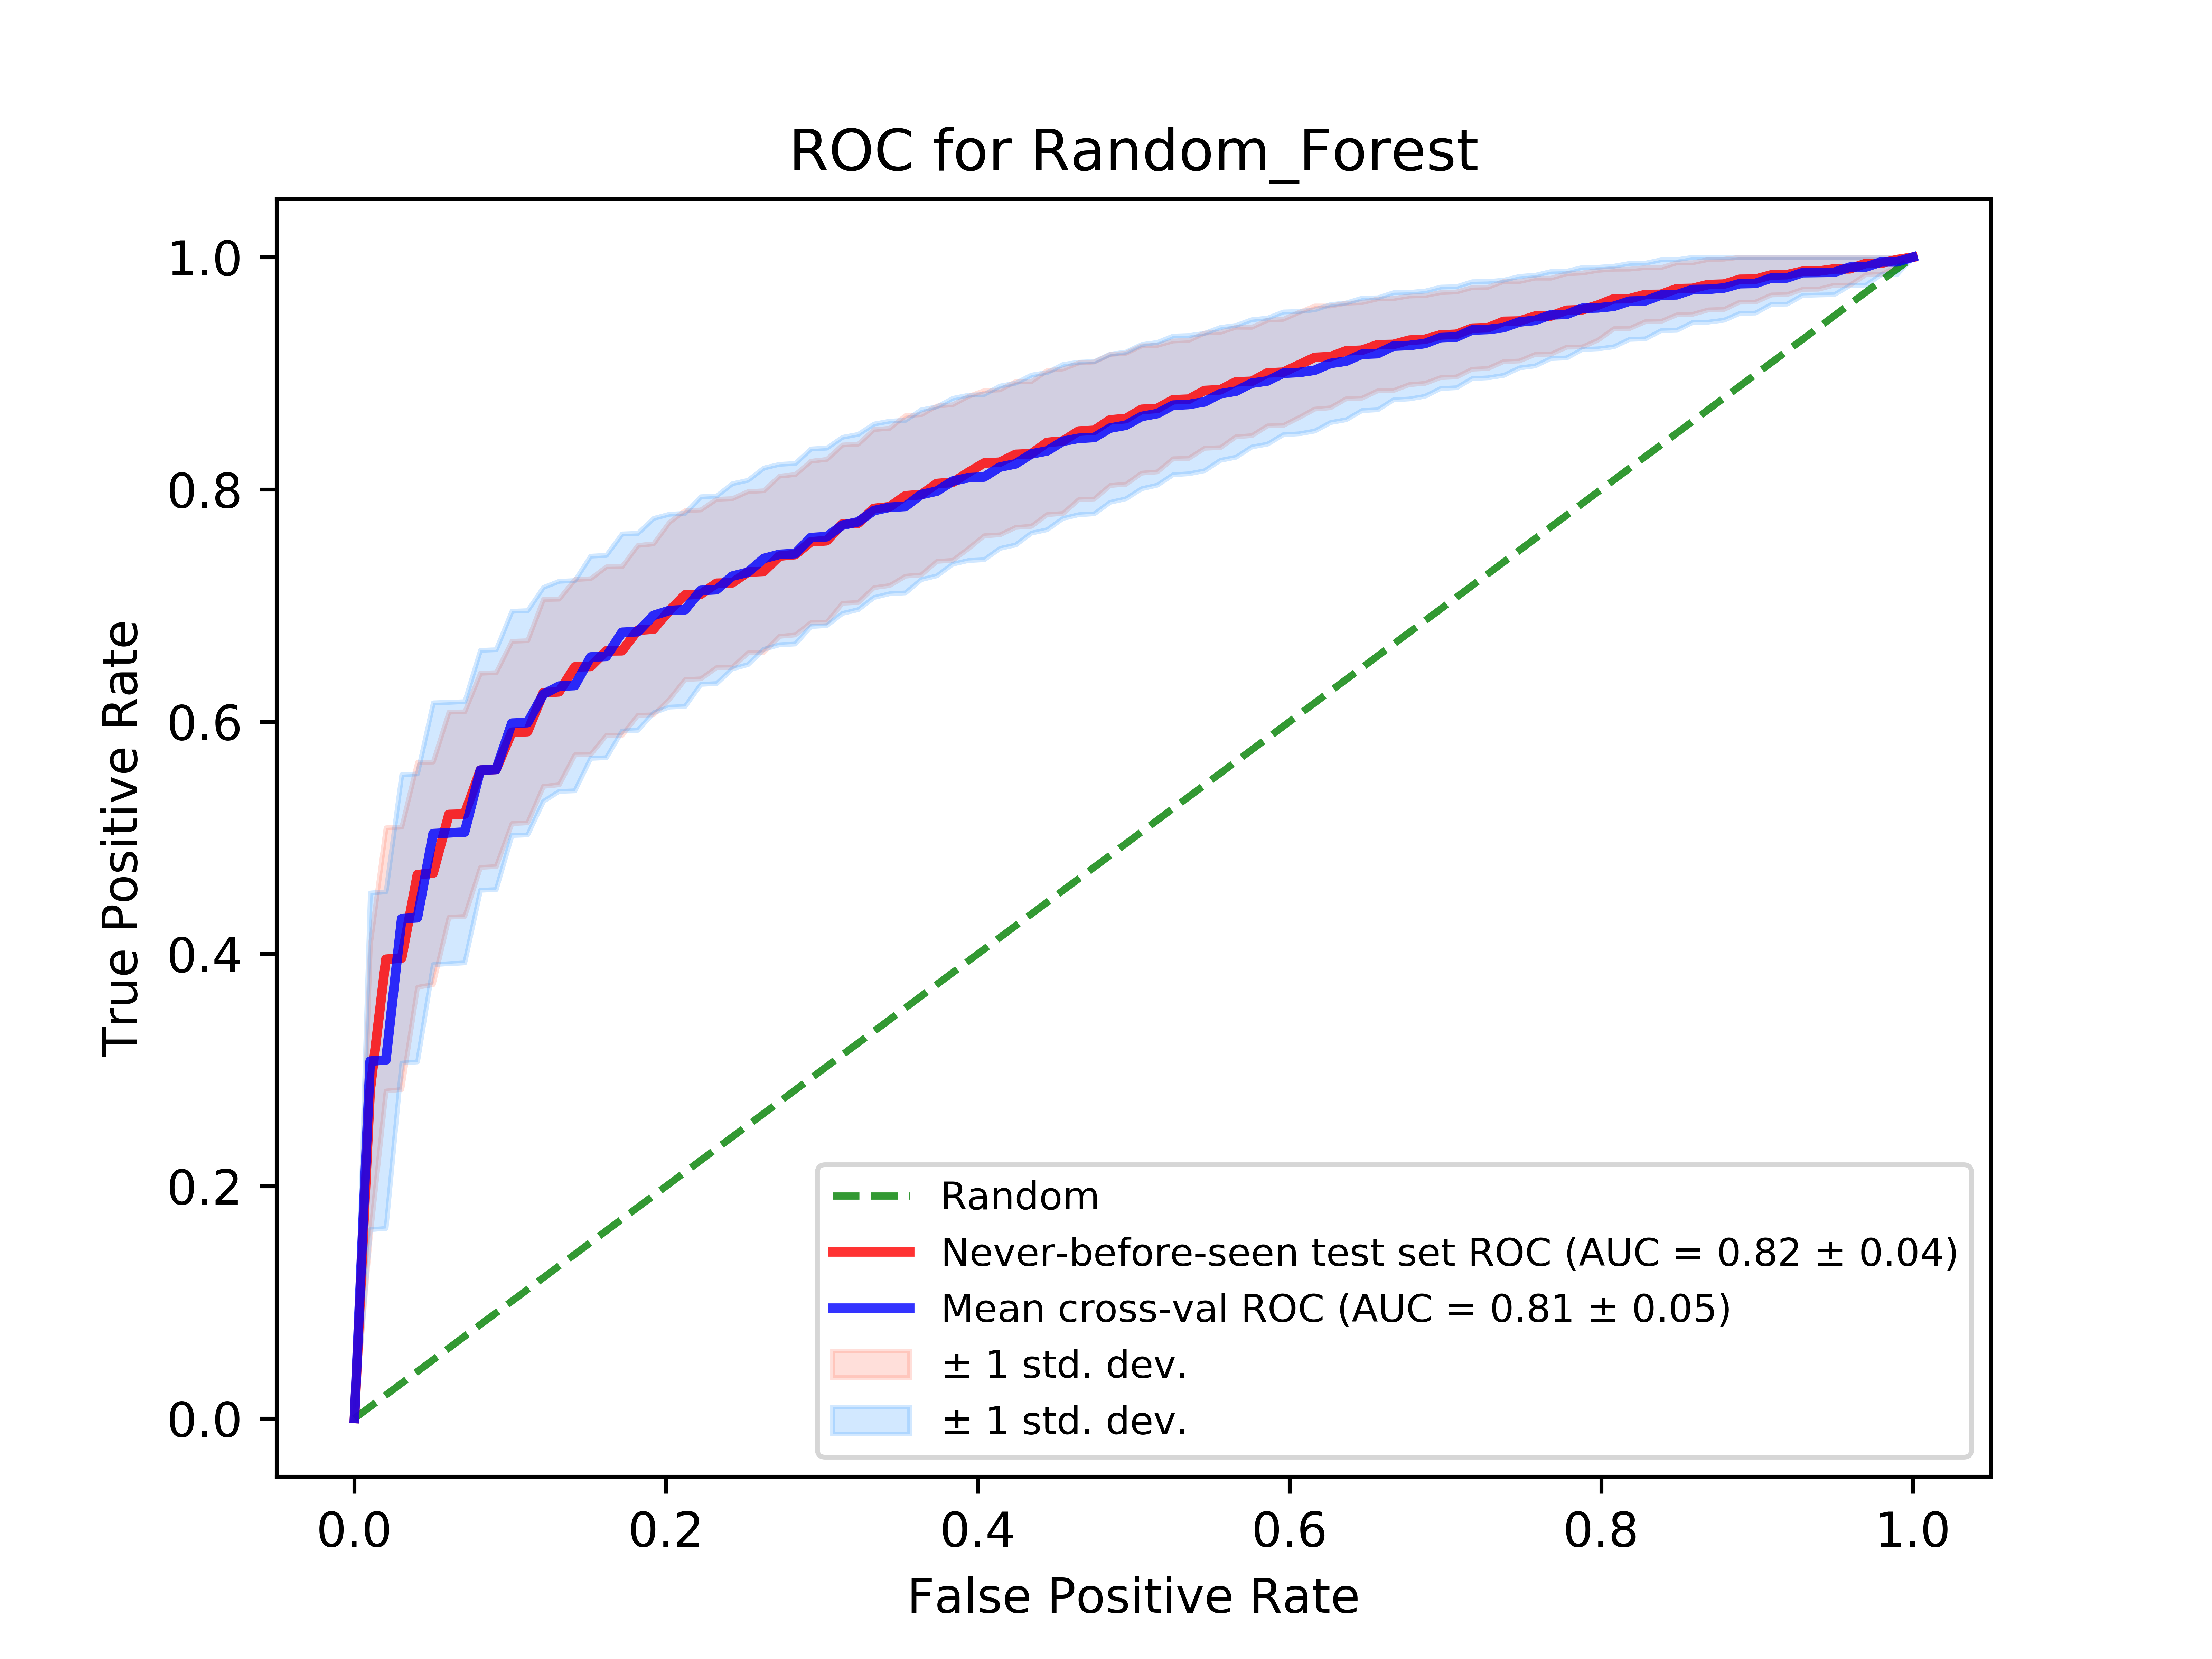 ROC for Random_Forest
True Positive Rate
1.0
0.8
0.6
0.4
0.2
0.0
Random
Never-before-seen test set ROC (AUC = 0.82 ± 0.04)
Mean cross-val ROC (AUC = 0.81 ± 0.05)
± 1 std. dev.
± 1 std. dev.
0.0 0.2 0.4 0.6 0.8 1.0
False Positive Rate